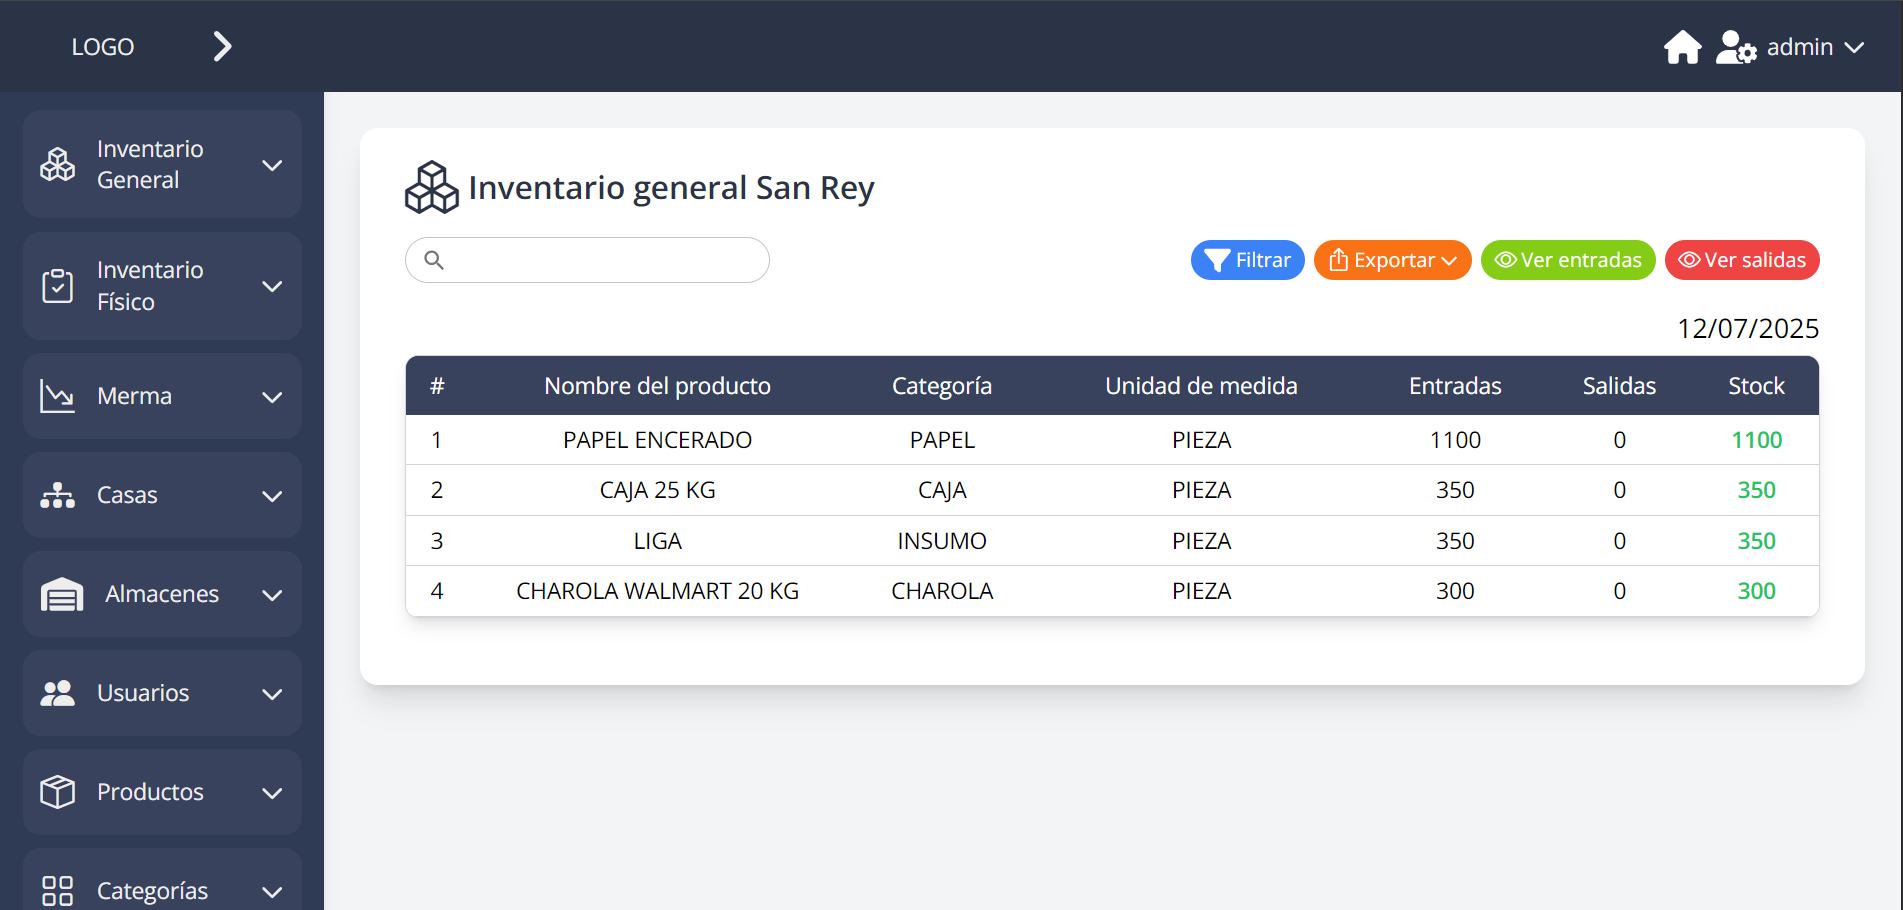 LOGO
admin
Inventario
General
Inventario
Físico
Merma
Casas
Almacenes
Usuarios
Productos
Categorías
Inventario general San Rey
Filtrar Exportar Ver entradas Ver salidas
12/07/2025
# Nombre del producto Categoría Unidad de medida Entradas Salidas Stock
1 PAPEL ENCERADO PAPEL PIEZA 1100 0 1100
2 CAJA 25 KG CAJA PIEZA 350 0 350
3 LIGA INSUMO PIEZA 350 0 350
4 CHAROLA WALMART 20 KG CHAROLA PIEZA 300 0 300